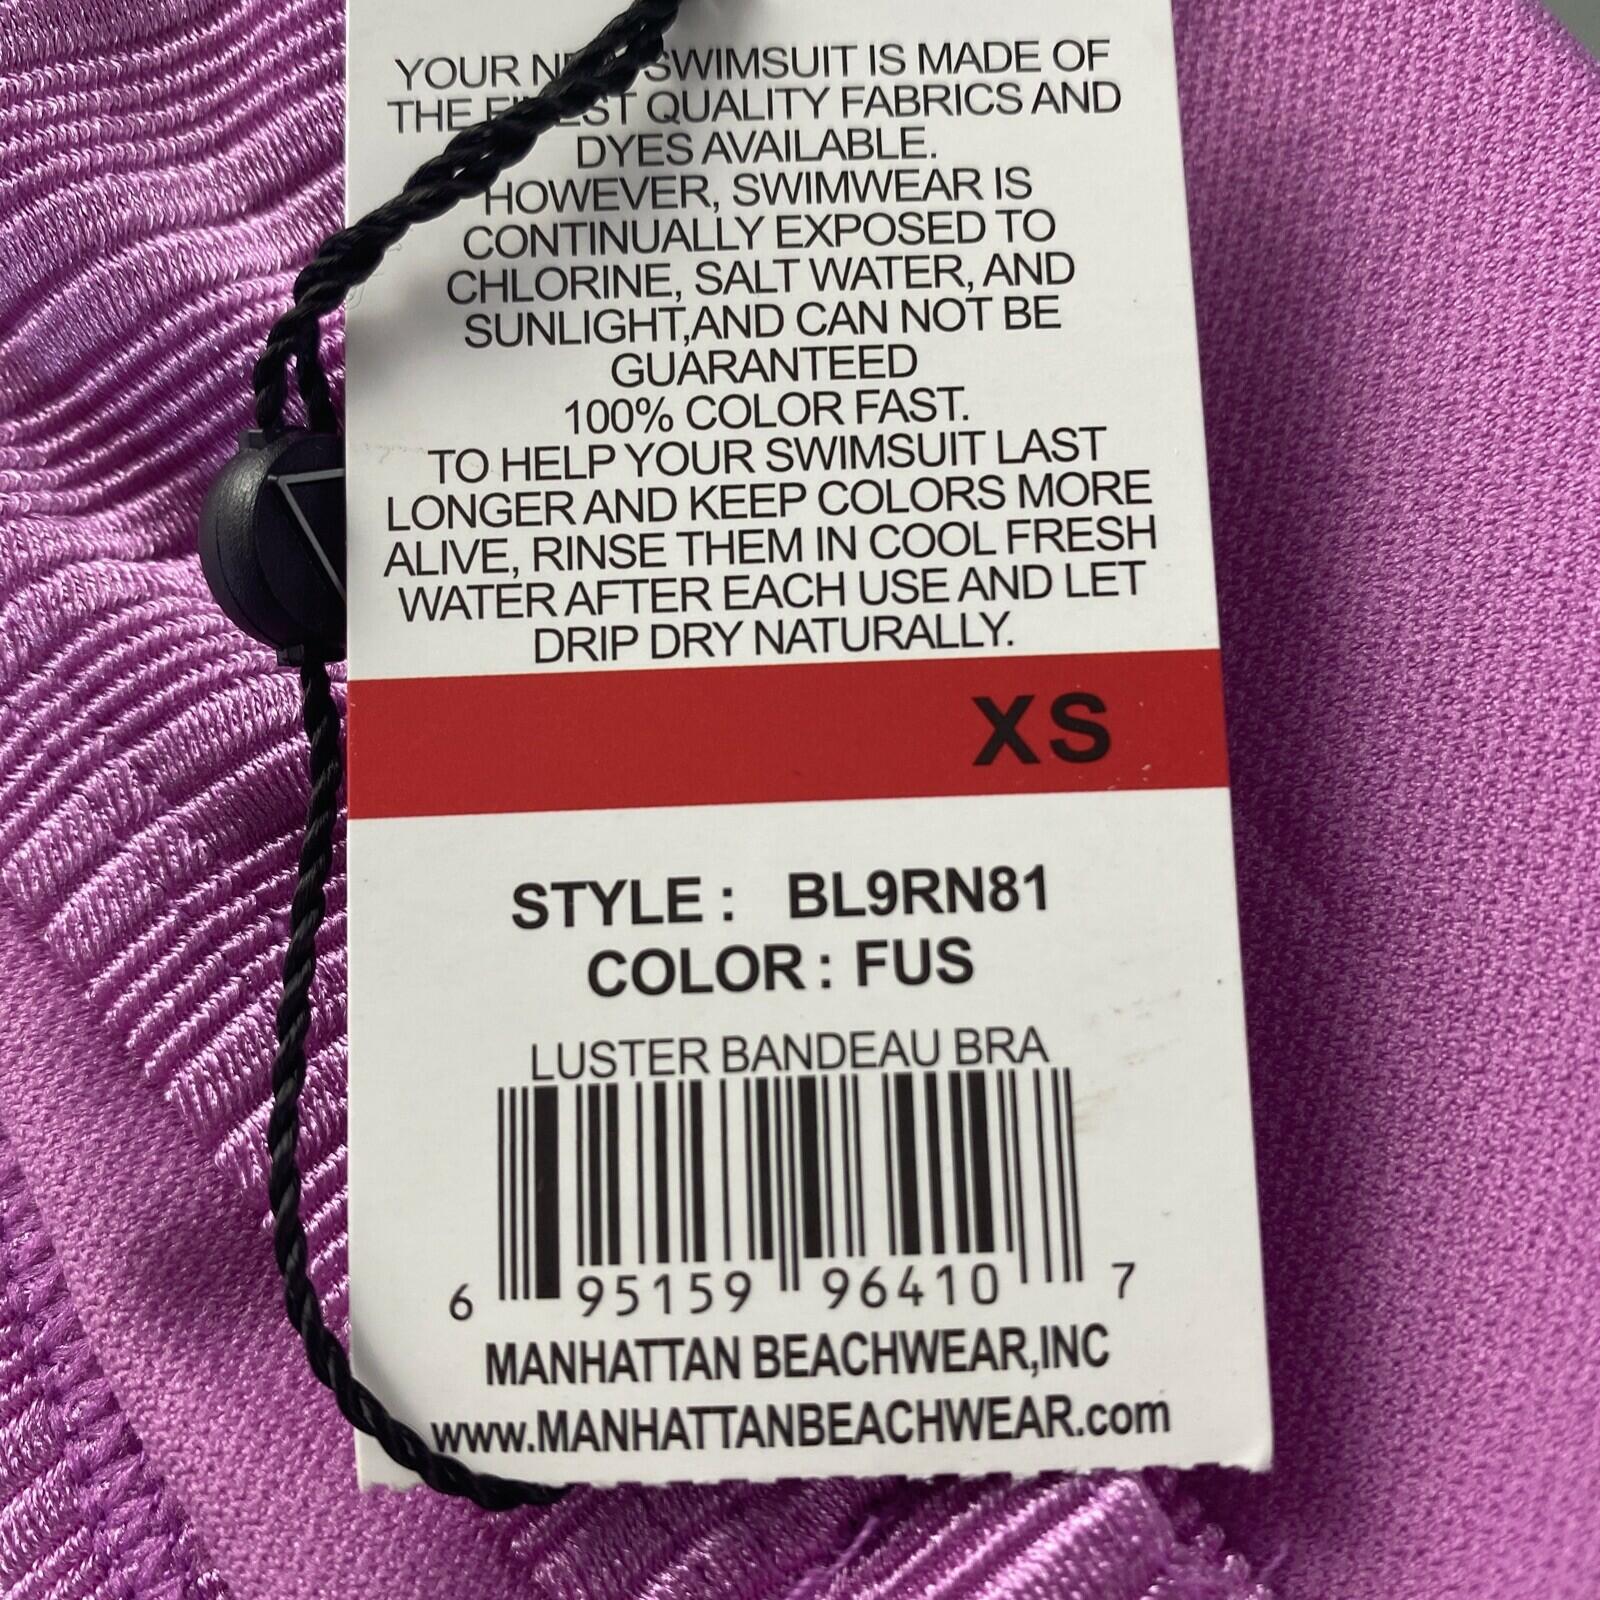 YOUR NEW SWIMSUIT IS MADE OF
THE FINEST QUALITY FABRICS AND
DYES AVAILABLE.
HOWEVER, SWIMWEAR IS
CONTINUALLY EXPOSED TO
CHLORINE, SALT WATER, AND
SUNLIGHT,AND CAN NOT BE
GUARANTEED
100% COLOR FAST.
TO HELP YOUR SWIMSUIT LAST
LONGER AND KEEP COLORS MORE
ALIVE, RINSE THEM IN COOL FRESH
WATER AFTER EACH USE AND LET
DRIP DRY NATURALLY.
XS
STYLE : BL9RN81
COLOR : FUS
LUSTER BANDEAU BRA
6 95159 96410 7
MANHATTAN BEACHWEAR,INC
www.MANHATTANBEACHWEAR.com